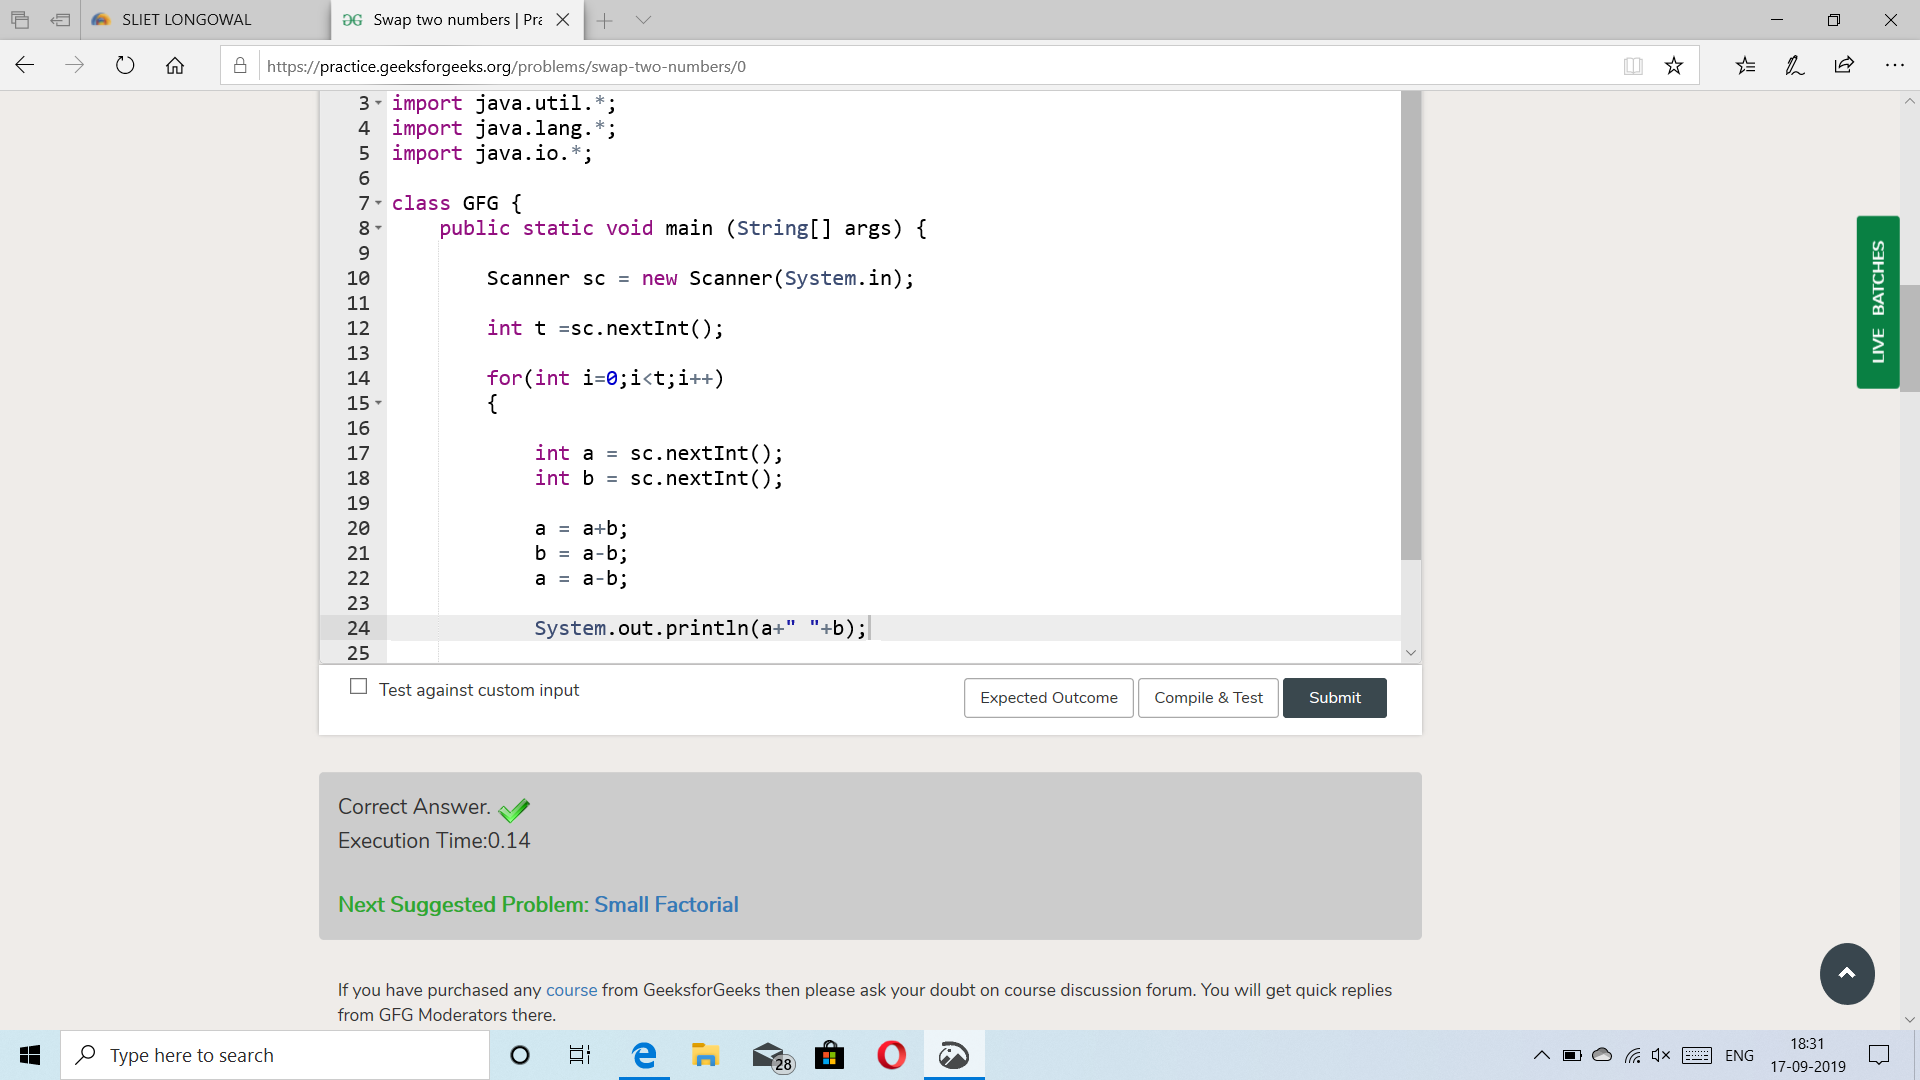 SLIET LONGOWAL
Swap two numbers | Pra
https://practice.geeksforgeeks.org/problems/swap-two-numbers/0
3 import java.util.*;
4 import java.lang.*;
5 import java.io.*;
6
7 class GFG {
8 public static void main (String[] args) {
9
10 Scanner sc = new Scanner(System.in);
11
12 int t =sc.nextInt();
13
14 for(int i=0;i<t;i++)
15 {
16
17 int a = sc.nextInt();
18 int b = sc.nextInt();
19
20 a = a+b;
21 b = a-b;
22 a = a-b;
23
24 System.out.println(a+" "+b);
25
LIVE BATCHES
Test against custom input
Expected Outcome
Compile & Test
Submit
Correct Answer.
Execution Time:0.14
Next Suggested Problem: Small Factorial
If you have purchased any course from GeeksforGeeks then please ask your doubt on course discussion forum. You will get quick replies
from GFG Moderators there.
Type here to search
28
ENG
18:31
17-09-2019